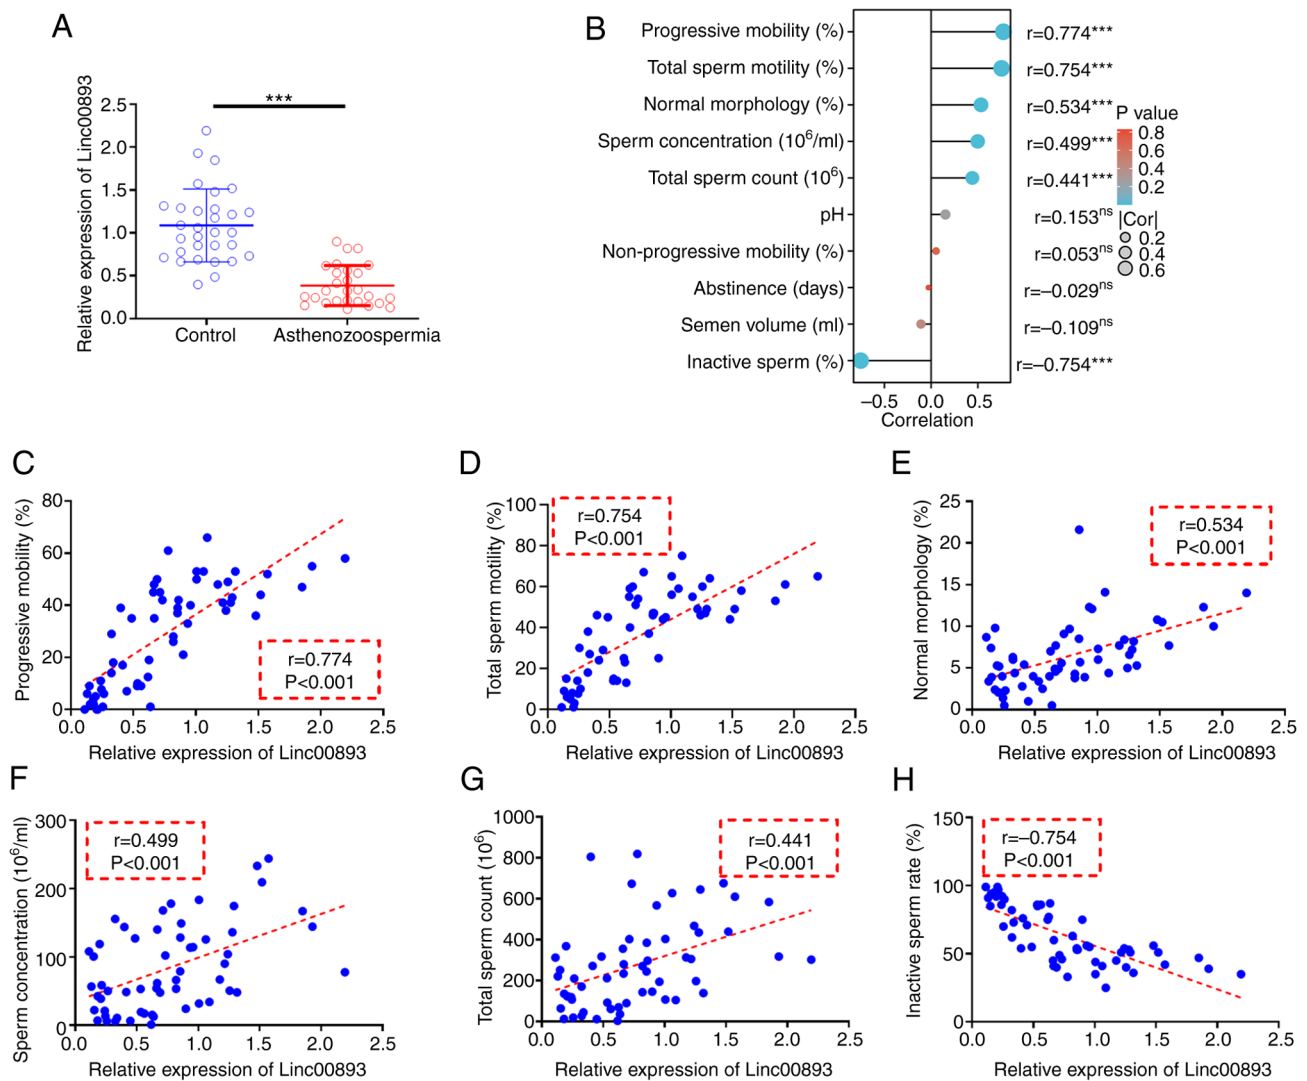 A
Relative expression of Linc00893
2.5
2.0
1.5
1.0
0.5
0.0
***
Control
Asthenozoospermia
B
Progressive mobility (%)
Total sperm motility (%)
Normal morphology (%)
Sperm concentration (10⁶/ml)
Total sperm count (10⁶)
pH
Non-progressive mobility (%)
Abstinence (days)
Semen volume (ml)
Inactive sperm (%)
r=0.774***
r=0.754***
r=0.534***
r=0.499***
r=0.441***
r=0.153ns
r=0.053ns
r=−0.029ns
r=−0.109ns
r=−0.754***
−0.5 0.0 0.5
Correlation
P value
0.8
0.6
0.4
0.2
|Cor|
0.2
0.4
0.6
C
Progressive mobility (%)
80
60
40
20
0
r=0.774
P<0.001
0.0 0.5 1.0 1.5 2.0 2.5
Relative expression of Linc00893
D
Total sperm motility (%)
100
80
60
40
20
0
r=0.754
P<0.001
0.0 0.5 1.0 1.5 2.0 2.5
Relative expression of Linc00893
E
Normal morphology (%)
25
20
15
10
5
0
r=0.534
P<0.001
0.0 0.5 1.0 1.5 2.0 2.5
Relative expression of Linc00893
F
Sperm concentration (10⁶/ml)
300
200
100
0
r=0.499
P<0.001
0.0 0.5 1.0 1.5 2.0 2.5
Relative expression of Linc00893
G
Total sperm count (10⁶)
1000
800
600
400
200
0
r=0.441
P<0.001
0.0 0.5 1.0 1.5 2.0 2.5
Relative expression of Linc00893
H
Inactive sperm rate (%)
150
100
50
0
r=−0.754
P<0.001
0.0 0.5 1.0 1.5 2.0 2.5
Relative expression of Linc00893